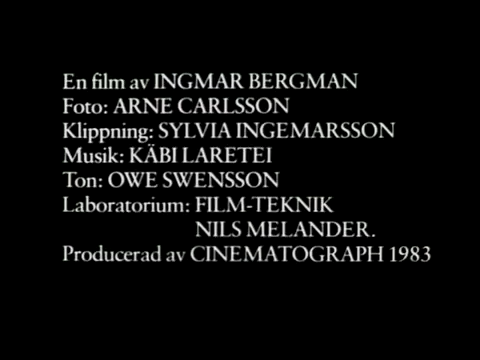 En film av INGMAR BERGMAN
Foto: ARNE CARLSSON
Klippning: SYLVIA INGEMARSSON
Musik: KÄBI LARETEI
Ton: OWE SWENSSON
Laboratorium: FILM-TEKNIK
NILS MELANDER.
Producerad av CINEMATOGRAPH 1983